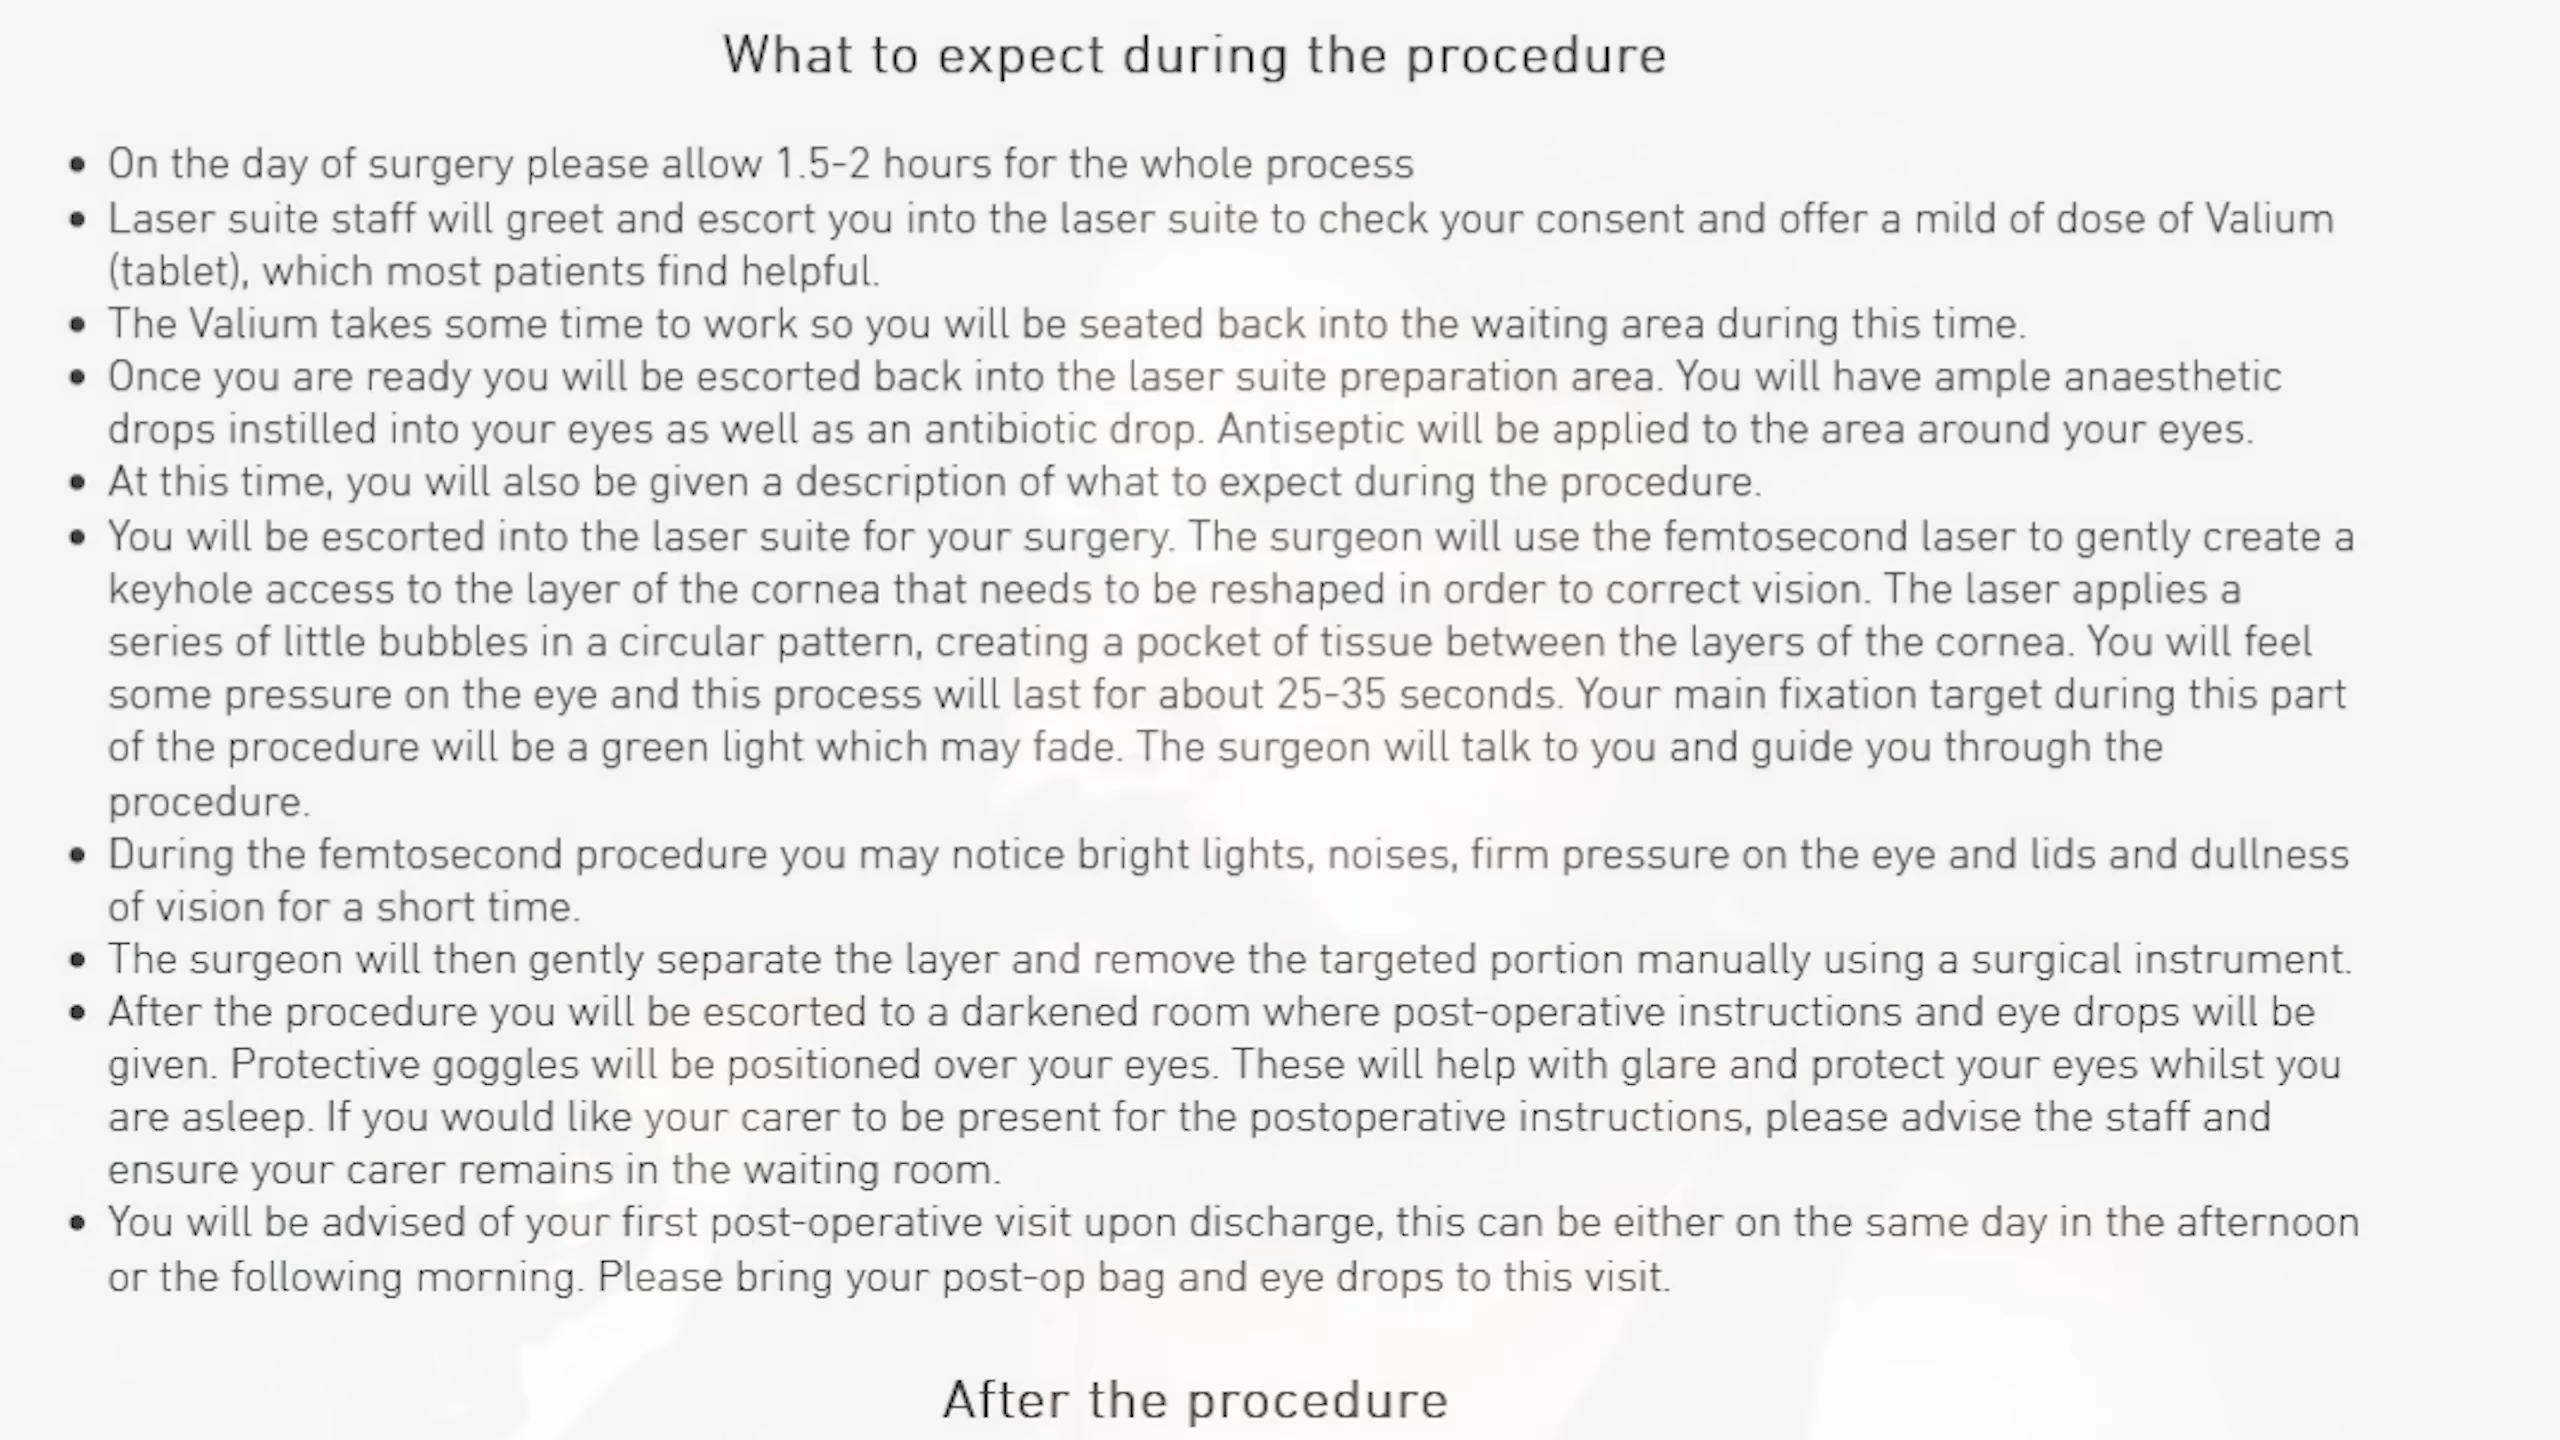 What to expect during the procedure
• On the day of surgery please allow 1.5-2 hours for the whole process
• Laser suite staff will greet and escort you into the laser suite to check your consent and offer a mild of dose of Valium
(tablet), which most patients find helpful.
• The Valium takes some time to work so you will be seated back into the waiting area during this time.
• Once you are ready you will be escorted back into the laser suite preparation area. You will have ample anaesthetic
drops instilled into your eyes as well as an antibiotic drop. Antiseptic will be applied to the area around your eyes.
• At this time, you will also be given a description of what to expect during the procedure.
• You will be escorted into the laser suite for your surgery. The surgeon will use the femtosecond laser to gently create a
keyhole access to the layer of the cornea that needs to be reshaped in order to correct vision. The laser applies a
series of little bubbles in a circular pattern, creating a pocket of tissue between the layers of the cornea. You will feel
some pressure on the eye and this process will last for about 25-35 seconds. Your main fixation target during this part
of the procedure will be a green light which may fade. The surgeon will talk to you and guide you through the
procedure.
• During the femtosecond procedure you may notice bright lights, noises, firm pressure on the eye and lids and dullness
of vision for a short time.
• The surgeon will then gently separate the layer and remove the targeted portion manually using a surgical instrument.
• After the procedure you will be escorted to a darkened room where post-operative instructions and eye drops will be
given. Protective goggles will be positioned over your eyes. These will help with glare and protect your eyes whilst you
are asleep. If you would like your carer to be present for the postoperative instructions, please advise the staff and
ensure your carer remains in the waiting room.
• You will be advised of your first post-operative visit upon discharge, this can be either on the same day in the afternoon
or the following morning. Please bring your post-op bag and eye drops to this visit.
After the procedure